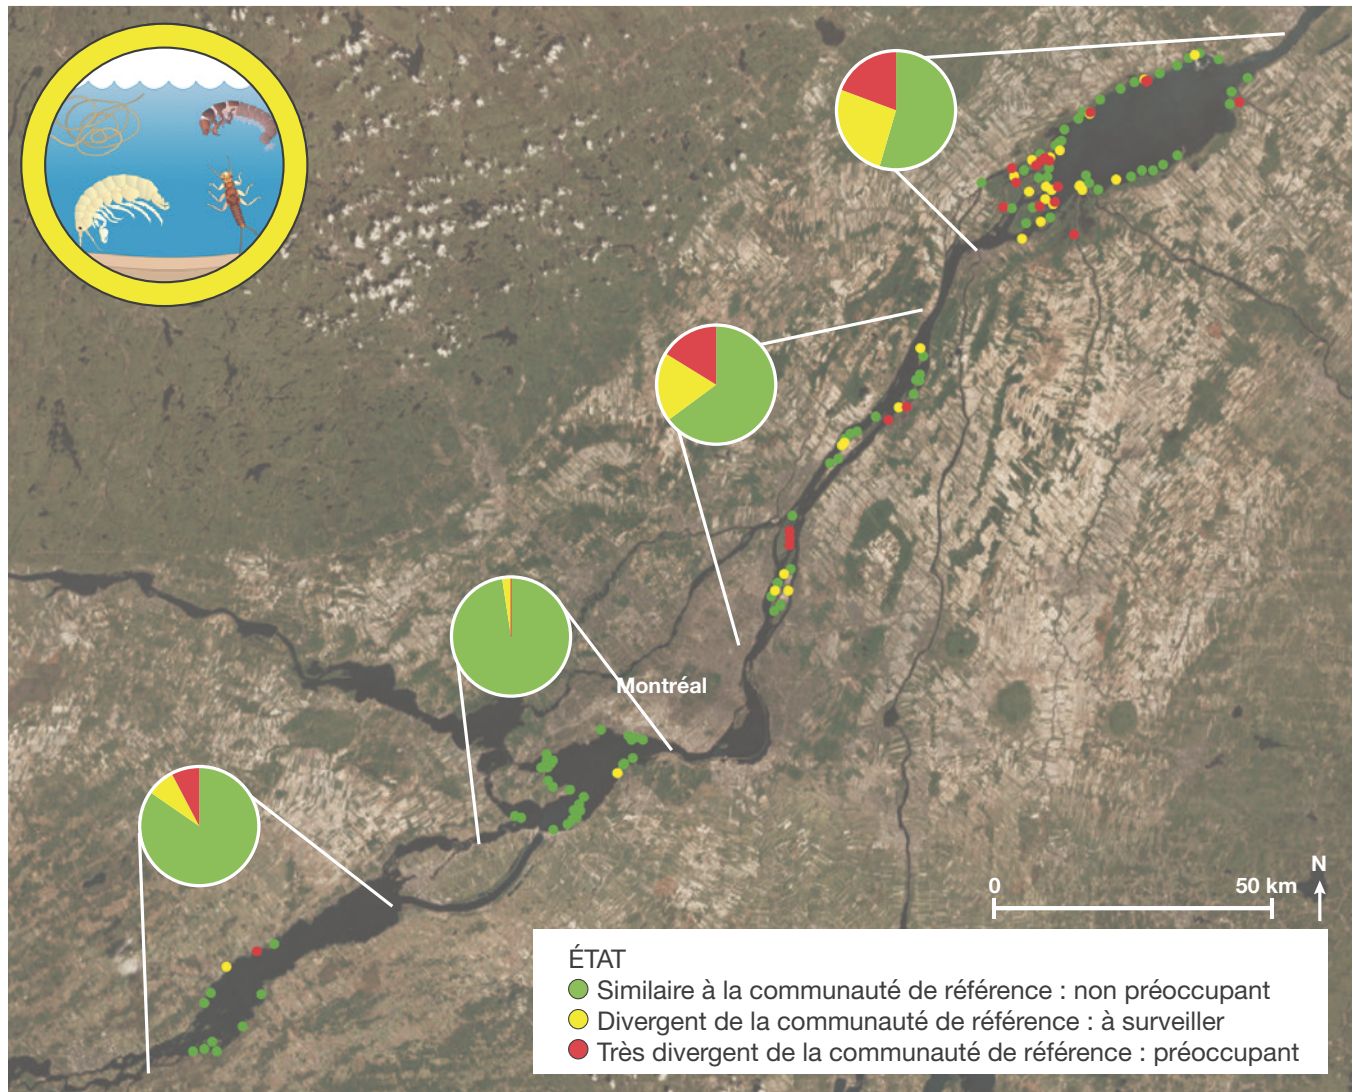 Montréal
0 50 km
N
ÉTAT
Similaire à la communauté de référence : non préoccupant
Divergent de la communauté de référence : à surveiller
Très divergent de la communauté de référence : préoccupant